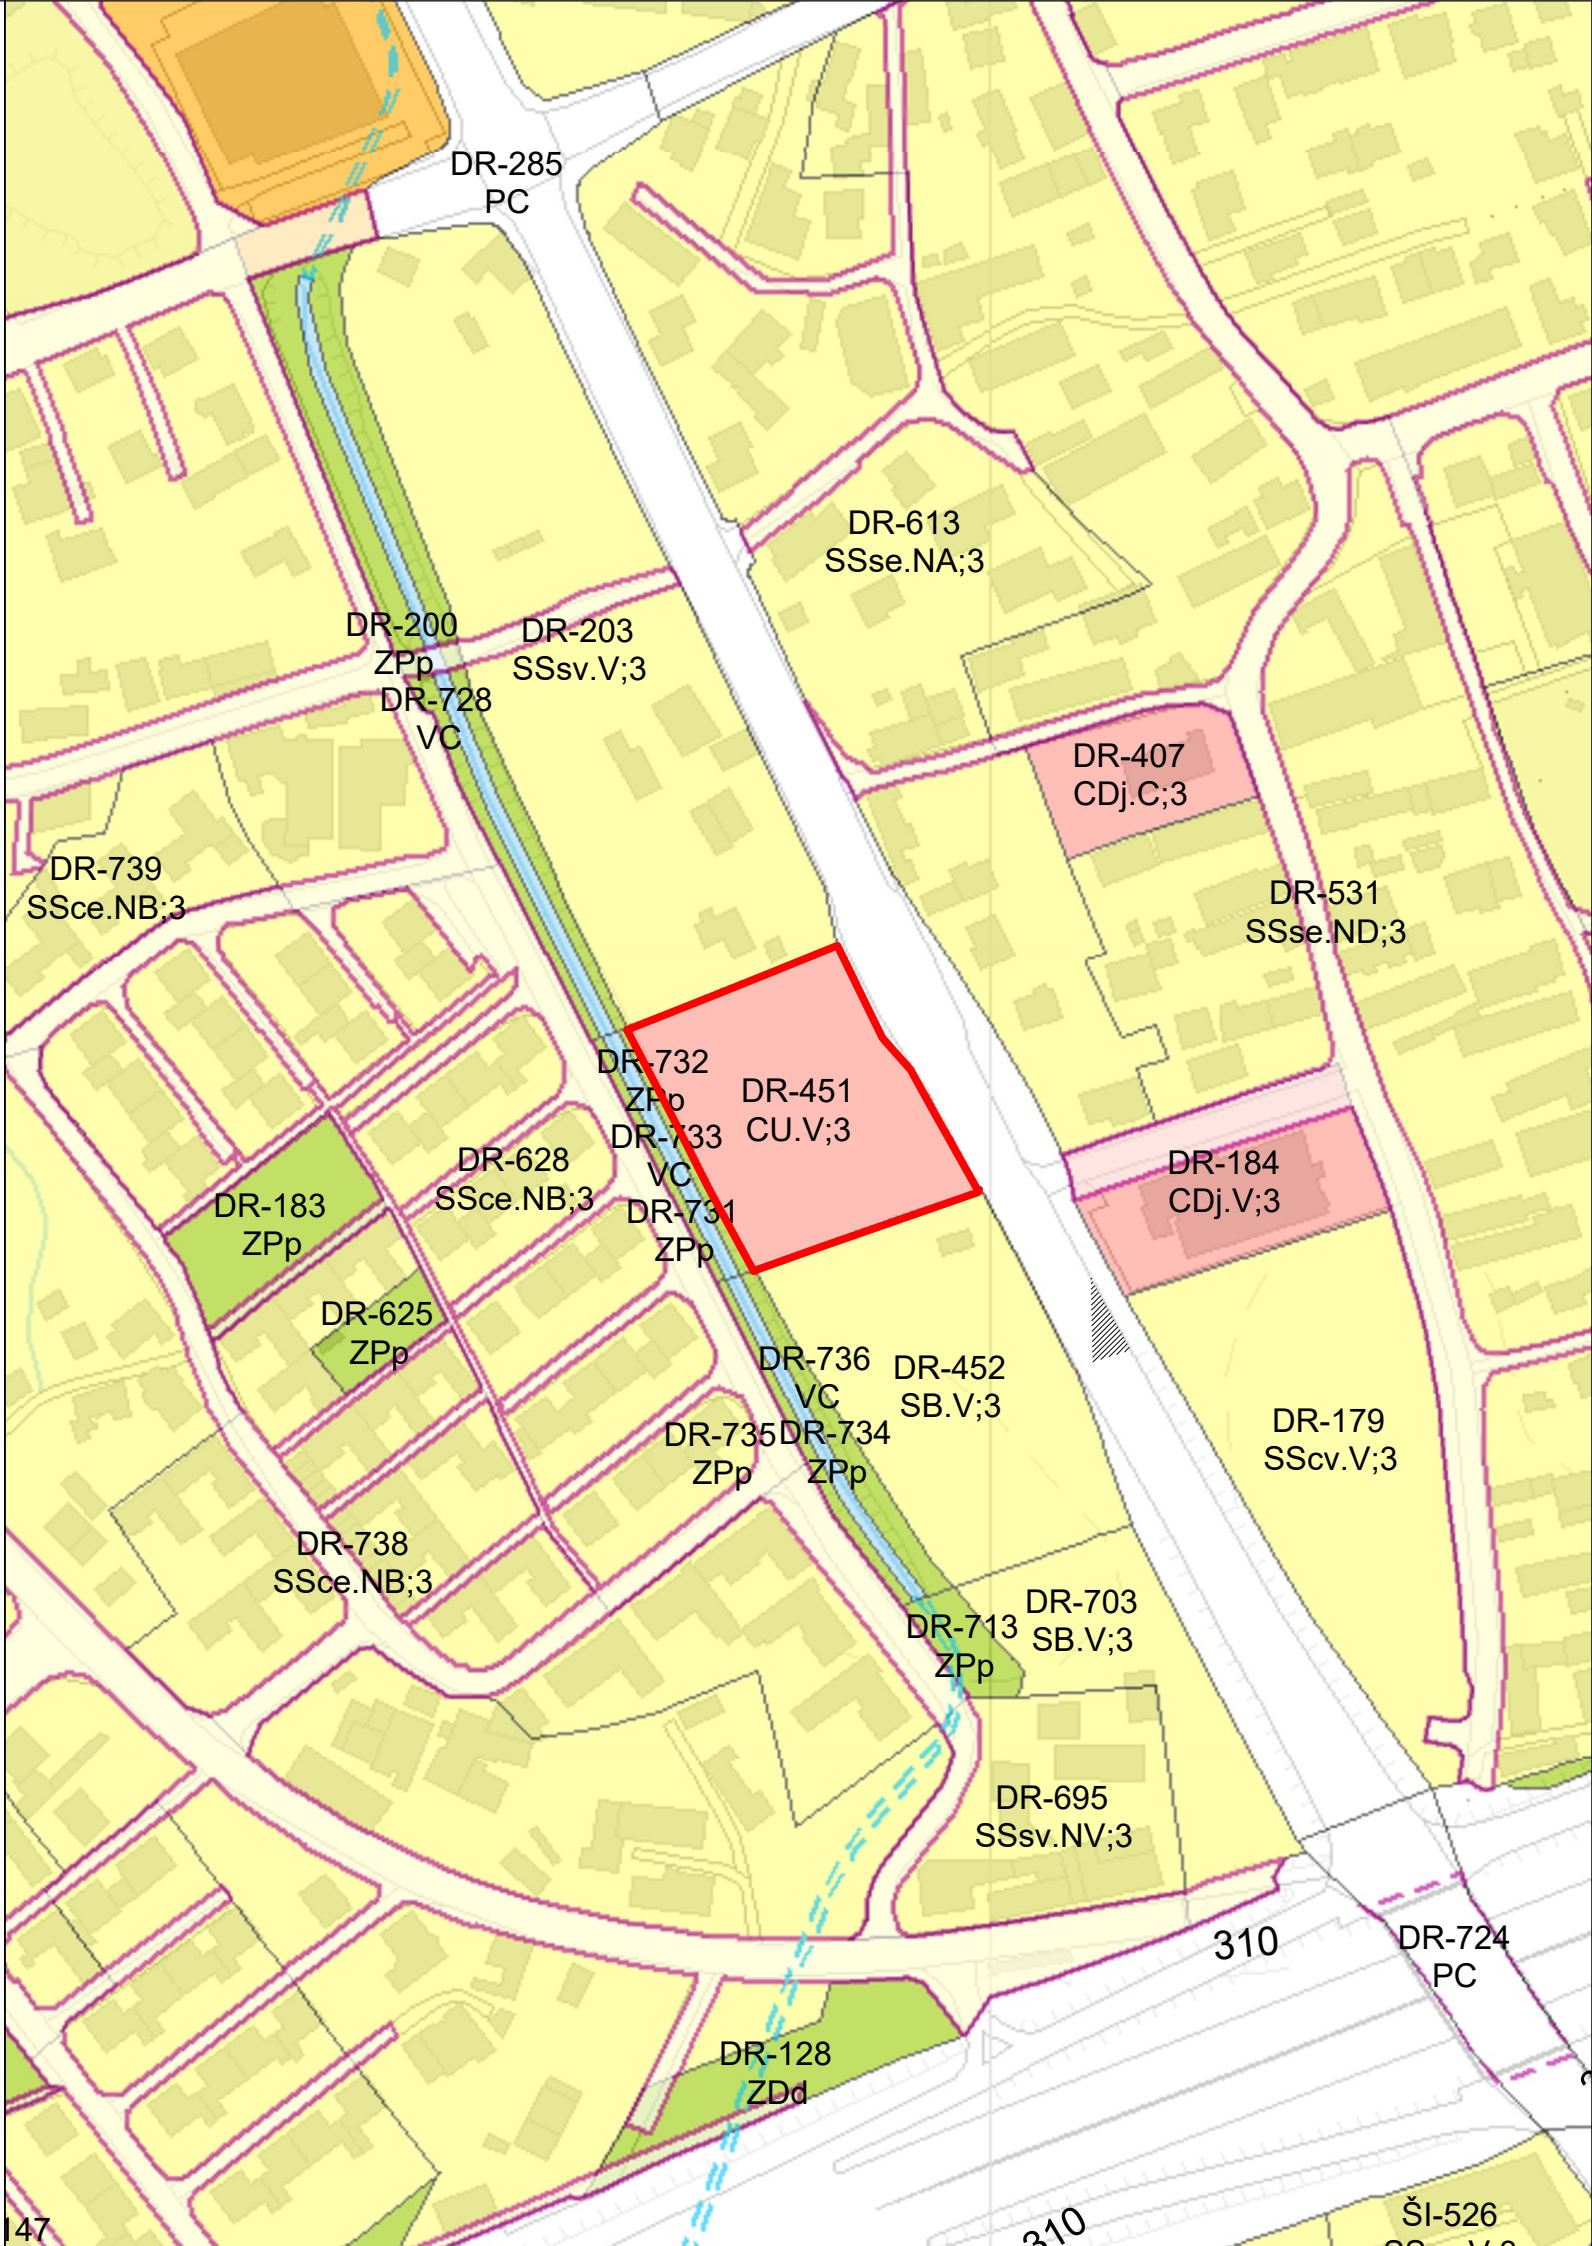 DR-285
PC
DR-613
SSse.NA;3
DR-200
ZPp
DR-203
SSsv.V;3
DR-728
VC
DR-407
CDj.C;3
DR-739
SSce.NB;3
DR-531
SSse.ND;3
DR-732
ZPp
DR-451
CU.V;3
DR-733
VC
DR-628
SSce.NB;3
DR-184
CDj.V;3
DR-183
ZPp
DR-731
ZPp
DR-625
ZPp
DR-736
VC
DR-452
SB.V;3
DR-179
SScv.V;3
DR-735
ZPp
DR-734
ZPp
DR-738
SSce.NB;3
DR-703
SB.V;3
DR-713
ZPp
DR-695
SSsv.NV;3
310
DR-724
PC
DR-128
ZDd
310
ŠI-526
147